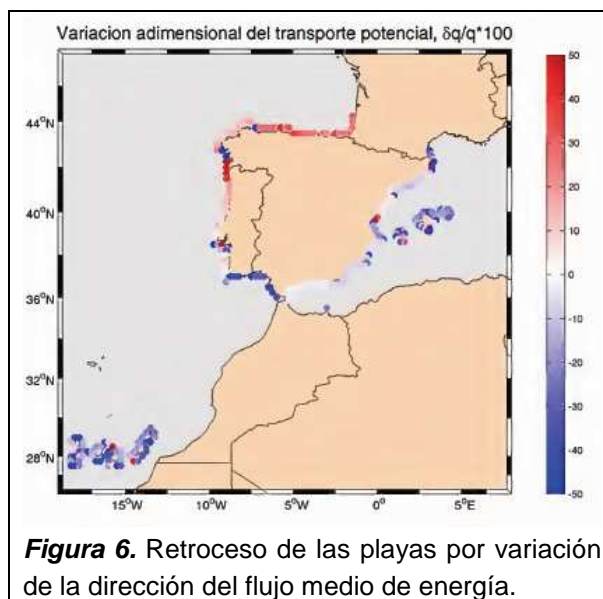 Variacion adimensional del transporte potencial, δq/q*100
44°N
40°N
36°N
32°N
28°N
15°W
10°W
5°W
0°
5°E
50
40
30
20
10
0
-10
-20
-30
-40
-50
Figura 6. Retroceso de las playas por variación
de la dirección del flujo medio de energía.